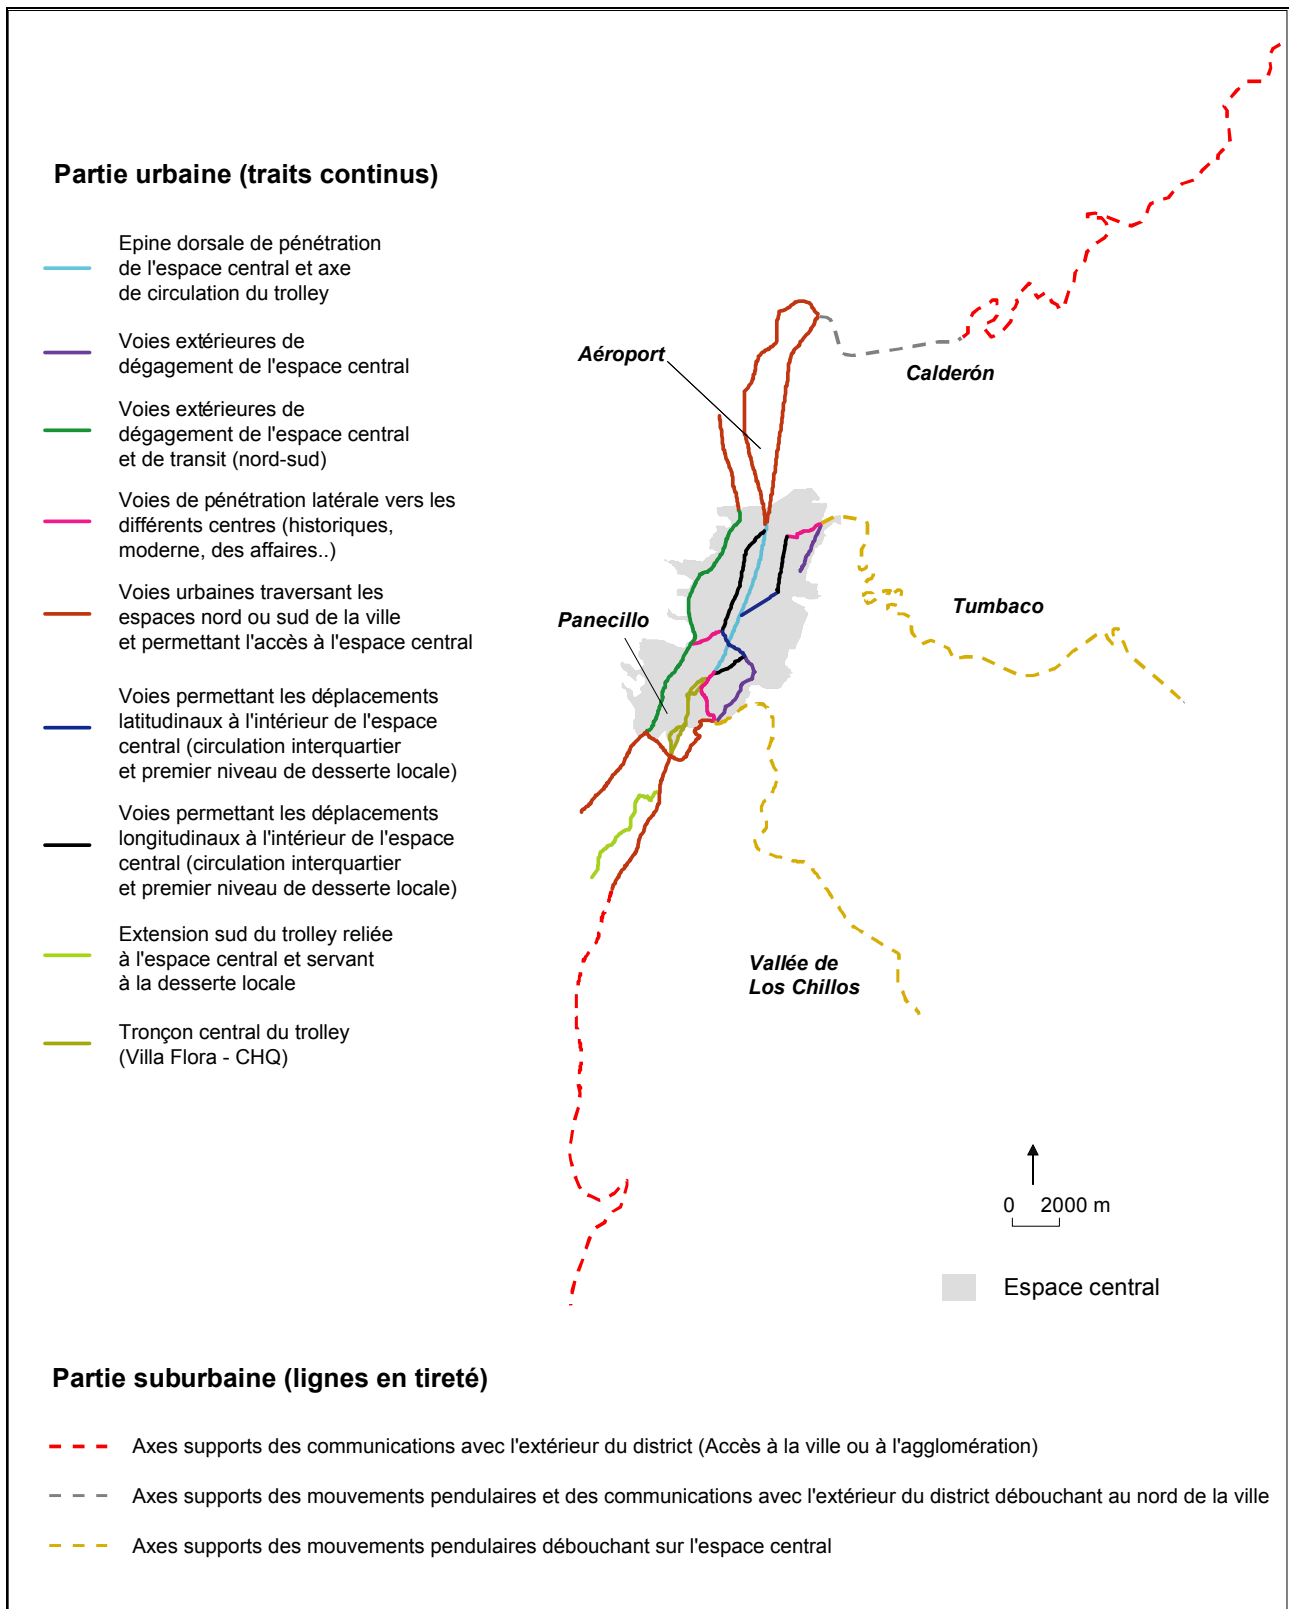 Partie urbaine (traits continus)
Epine dorsale de pénétration
de l'espace central et axe
de circulation du trolley
Voies extérieures de
dégagement de l'espace central
Voies extérieures de
dégagement de l'espace central
et de transit (nord-sud)
Voies de pénétration latérale vers les
différents centres (historiques,
moderne, des affaires..)
Voies urbaines traversant les
espaces nord ou sud de la ville
et permettant l'accès à l'espace central
Voies permettant les déplacements
latitudinaux à l'intérieur de l'espace
central (circulation interquartier
et premier niveau de desserte locale)
Voies permettant les déplacements
longitudinaux à l'intérieur de l'espace
central (circulation interquartier
et premier niveau de desserte locale)
Extension sud du trolley reliée
à l'espace central et servant
à la desserte locale
Tronçon central du trolley
(Villa Flora - CHQ)
Aéroport
Calderón
Panecillo
Tumbaco
Vallée de
Los Chillos
0 2000 m
Espace central
Partie suburbaine (lignes en tireté)
Axes supports des communications avec l'extérieur du district (Accès à la ville ou à l'agglomération)
Axes supports des mouvements pendulaires et des communications avec l'extérieur du district débouchant au nord de la ville
Axes supports des mouvements pendulaires débouchant sur l'espace central